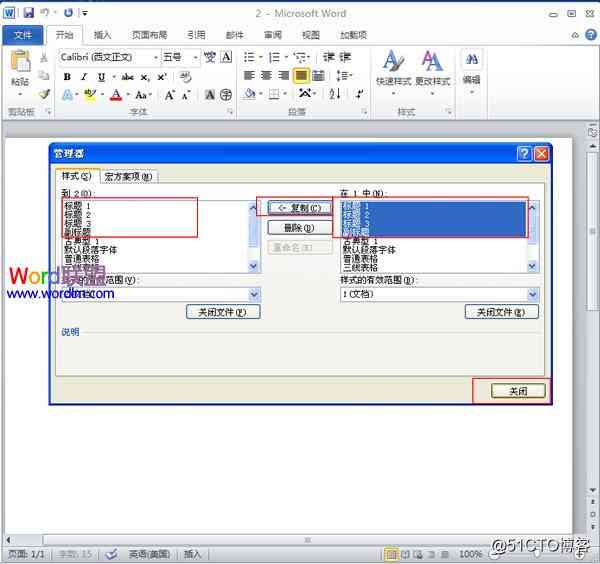 2 - Microsoft Word
文件 开始 插入 页面布局 引用 邮件 审阅 视图 加载项
Calibri (西文正文) 五号
粘贴 快速样式 更改样式 编辑
剪贴板 字体 段落 样式
管理器
样式(S) 宏方案项(M)
到 2(O): 在 1 中(N):
标题 1 <- 复制(C) 标题 1
标题 2 标题 2
标题 3 删除(D) 标题 3
副标题 副标题
古典型 1 重命名(R) 古典型 1
默认段落字体 默认段落字体
普通表格 普通表格
三线表格 三线表格
Word联盟
www.wordlm.com
的有效范围(V): 样式的有效范围(B):
1 (文档)
关闭文件(F) 关闭文件(E)
说明
关闭
页面: 1/1 字数: 15 英语(美国) 插入 100%
@51CTO博客